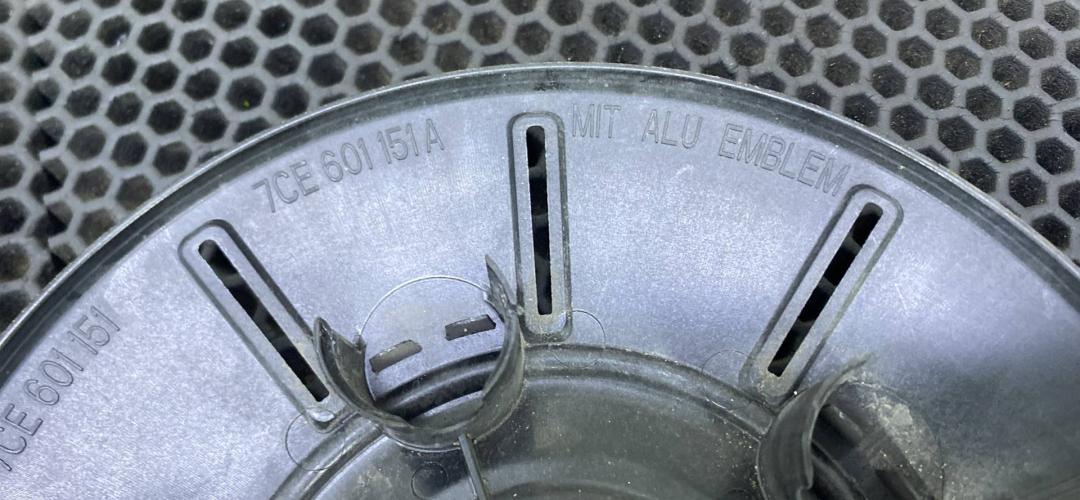 7CE 601 151
7CE 601 151 A
MIT ALU EMBLEM